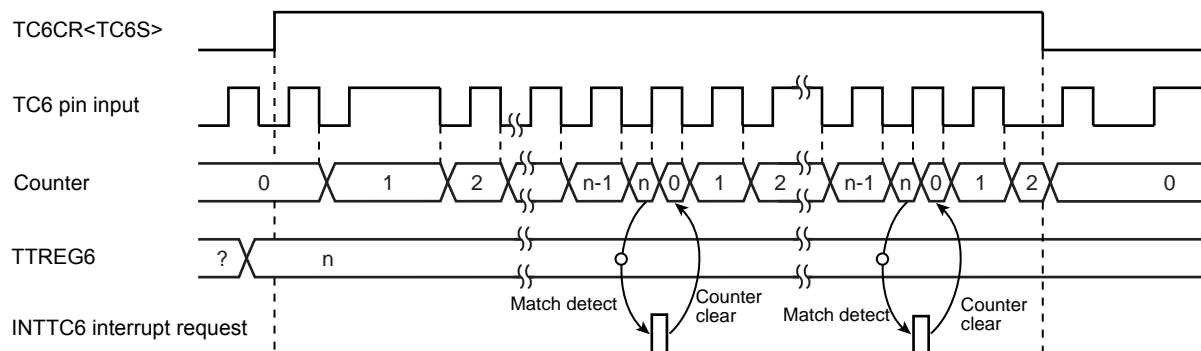 TC6CR<TC6S>
TC6 pin input
Counter 0 1 2 n-1 n 0 1 2 n-1 n 0 1 2 0
TTREG6 ? n
Match detect Counter clear Match detect Counter clear
INTTC6 interrupt request